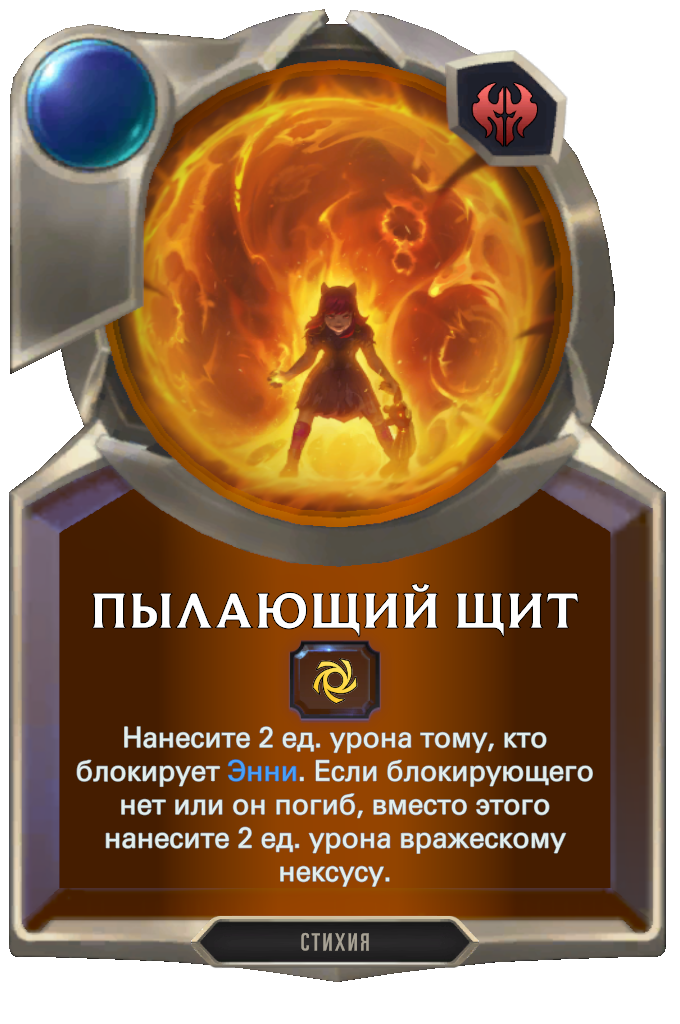 ПЫЛАЮЩИЙ ЩИТ
Нанесите 2 ед. урона тому, кто
блокирует Энни. Если блокирующего
нет или он погиб, вместо этого
нанесите 2 ед. урона вражескому
нексусу.
СТИХИЯ